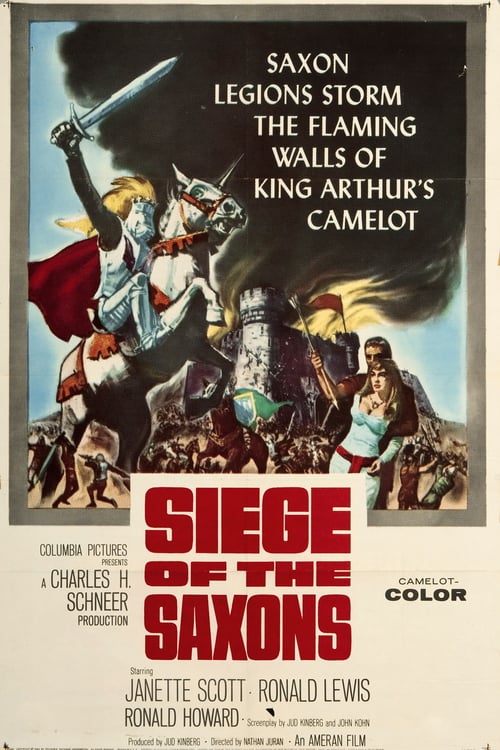 SAXON
LEGIONS STORM
THE FLAMING
WALLS OF
KING ARTHUR'S
CAMELOT
SIEGE
OF THE
SAXONS
COLUMBIA PICTURES
PRESENTS
A CHARLES H.
SCHNEER
PRODUCTION
CAMELOT-
COLOR
Starring
JANETTE SCOTT · RONALD LEWIS
RONALD HOWARD · Screenplay by JUD KINBERG and JOHN KOHN
Produced by JUD KINBERG · Directed by NATHAN JURAN · An AMERAN FILM